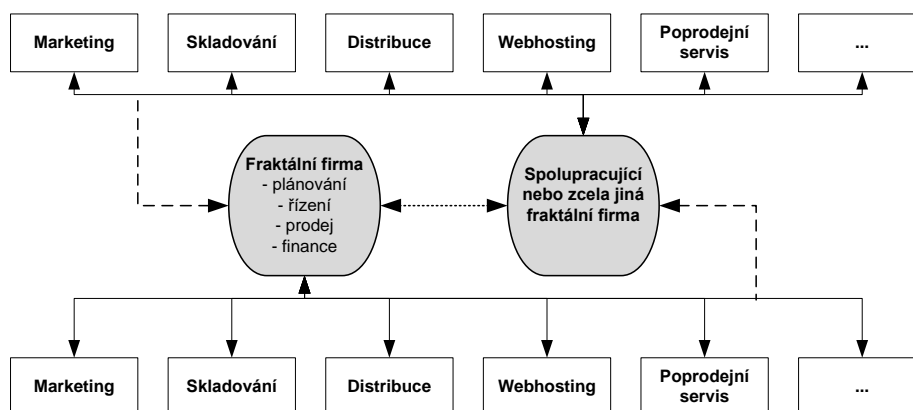 Marketing
Skladování
Distribuce
Webhosting
Poprodejní
servis
...
Fraktální firma
- plánování
- řízení
- prodej
- finance
Spolupracující
nebo zcela jiná
fraktální firma
Marketing
Skladování
Distribuce
Webhosting
Poprodejní
servis
...